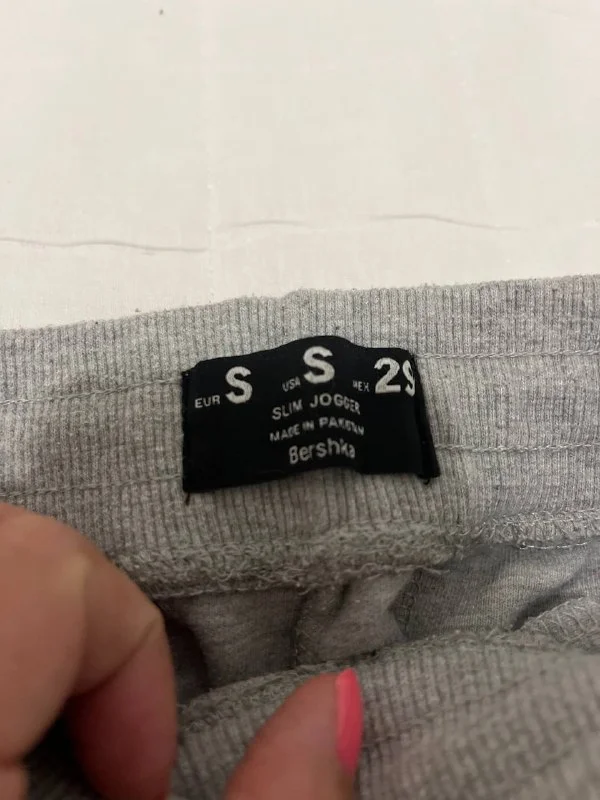 EUR S USA S MEX 29
SLIM JOGGER
MADE IN PAKISTAN
Bershka